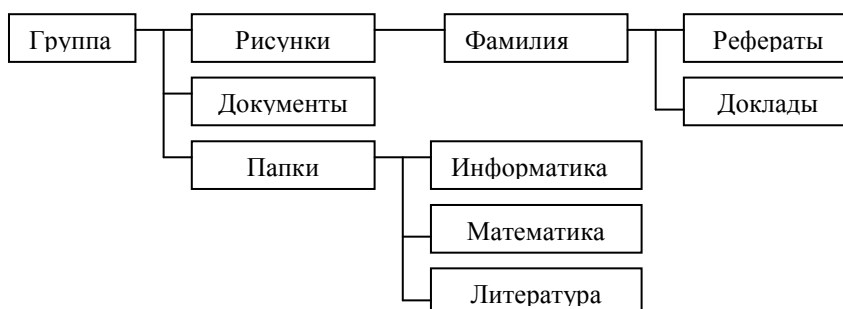 Группа Рисунки Фамилия Рефераты
Документы Доклады
Папки Информатика
Математика
Литература